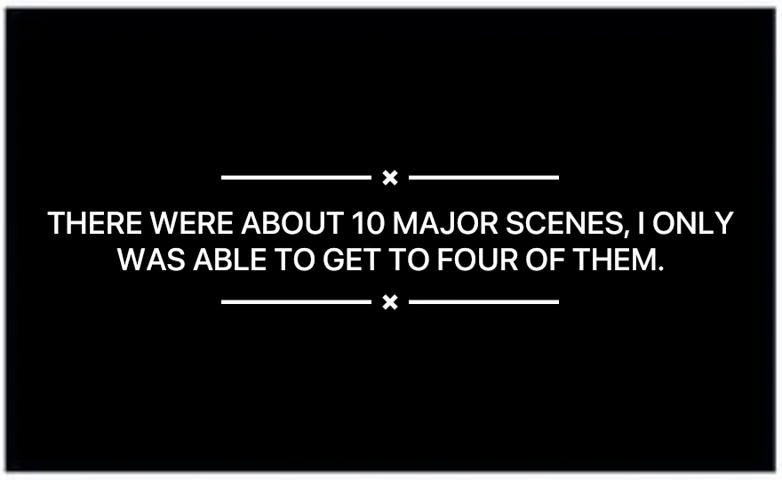 THERE WERE ABOUT 10 MAJOR SCENES, I ONLY
WAS ABLE TO GET TO FOUR OF THEM.